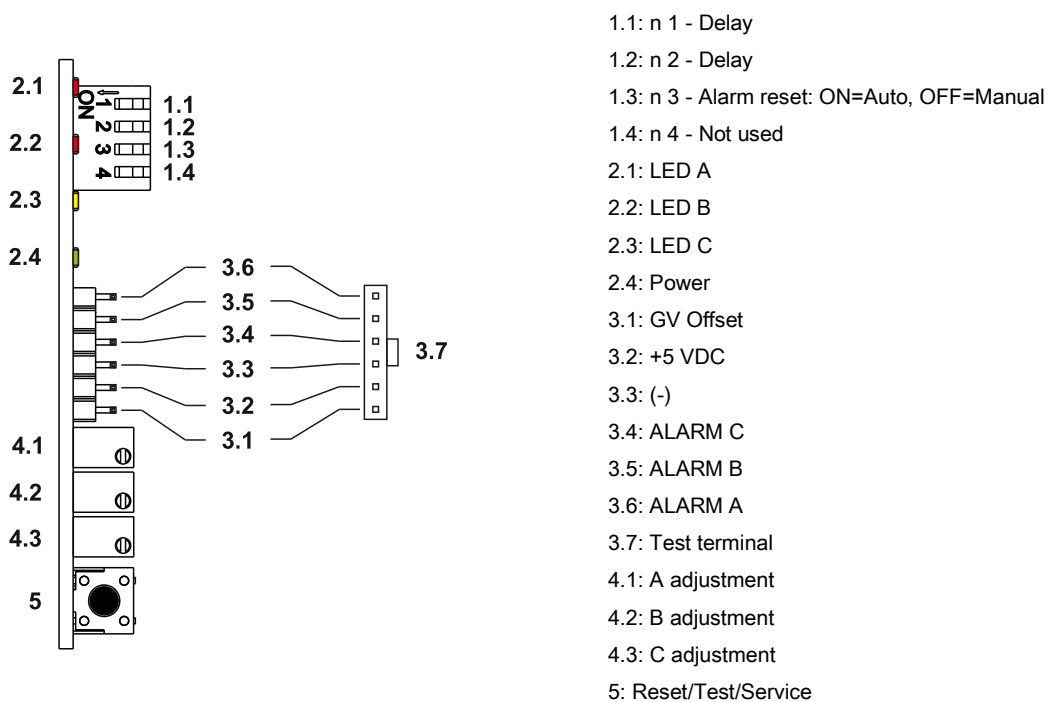 2.1
2.2
2.3
2.4
ON
1
2
3
4
1.1
1.2
1.3
1.4
3.6
3.5
3.4
3.3
3.2
3.1
3.7
4.1
4.2
4.3
5
1.1: n 1 - Delay
1.2: n 2 - Delay
1.3: n 3 - Alarm reset: ON=Auto, OFF=Manual
1.4: n 4 - Not used
2.1: LED A
2.2: LED B
2.3: LED C
2.4: Power
3.1: GV Offset
3.2: +5 VDC
3.3: (-)
3.4: ALARM C
3.5: ALARM B
3.6: ALARM A
3.7: Test terminal
4.1: A adjustment
4.2: B adjustment
4.3: C adjustment
5: Reset/Test/Service